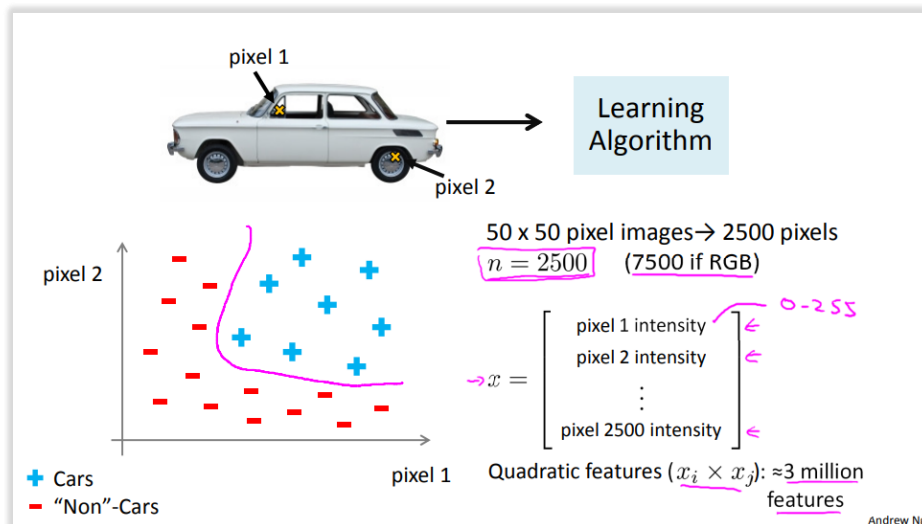 pixel 1
Learning
Algorithm
pixel 2
50 x 50 pixel images→ 2500 pixels
n = 2500 (7500 if RGB)
pixel 2
0-255
pixel 1 intensity
pixel 2 intensity
x =
⋮
pixel 2500 intensity
pixel 1
Quadratic features (xᵢ × xⱼ): ≈3 million
features
Cars
“Non”-Cars
Andrew N